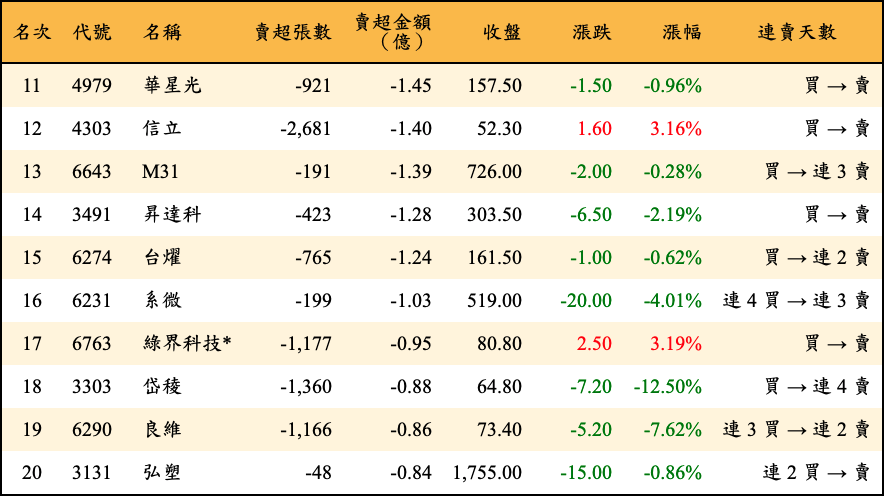 名次 代號 名稱 賣超張數 賣超金額（億） 收盤 漲跌 漲幅 連賣天數
11 4979 華星光 -921 -1.45 157.50 -1.50 -0.96% 買 → 賣
12 4303 信立 -2,681 -1.40 52.30 1.60 3.16% 買 → 賣
13 6643 M31 -191 -1.39 726.00 -2.00 -0.28% 買 → 連 3 賣
14 3491 昇達科 -423 -1.28 303.50 -6.50 -2.19% 買 → 賣
15 6274 台燿 -765 -1.24 161.50 -1.00 -0.62% 買 → 連 2 賣
16 6231 系微 -199 -1.03 519.00 -20.00 -4.01% 連 4 買 → 連 3 賣
17 6763 綠界科技* -1,177 -0.95 80.80 2.50 3.19% 買 → 賣
18 3303 岱稜 -1,360 -0.88 64.80 -7.20 -12.50% 買 → 連 4 賣
19 6290 良維 -1,166 -0.86 73.40 -5.20 -7.62% 連 3 買 → 連 2 賣
20 3131 弘塑 -48 -0.84 1,755.00 -15.00 -0.86% 連 2 買 → 賣